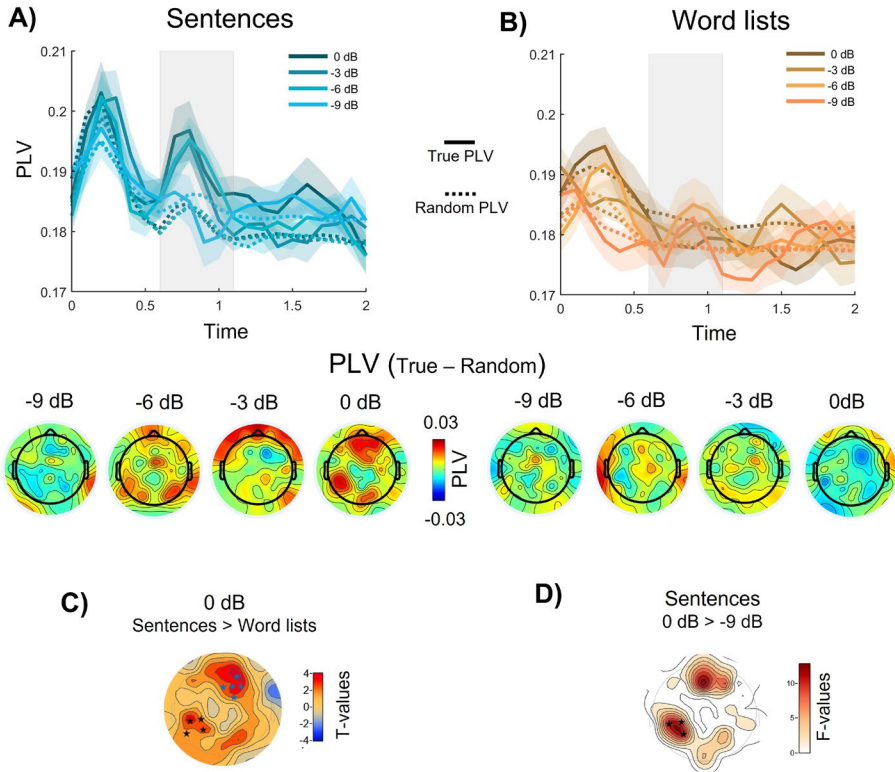 A)
Sentences
0.21
0.2
0.19
0.18
0.17
PLV
0 dB
-3 dB
-6 dB
-9 dB
0
0.5
1
1.5
2
Time
True PLV
Random PLV
B)
Word lists
0.21
0.2
0.19
0.18
0.17
0 dB
-3 dB
-6 dB
-9 dB
0
0.5
1
1.5
2
Time
PLV (True – Random)
-9 dB
-6 dB
-3 dB
0 dB
0.03
PLV
-0.03
-9 dB
-6 dB
-3 dB
0dB
C)
0 dB
Sentences > Word lists
4
2
0
-2
-4
T-values
D)
Sentences
0 dB > -9 dB
10
5
0
F-values